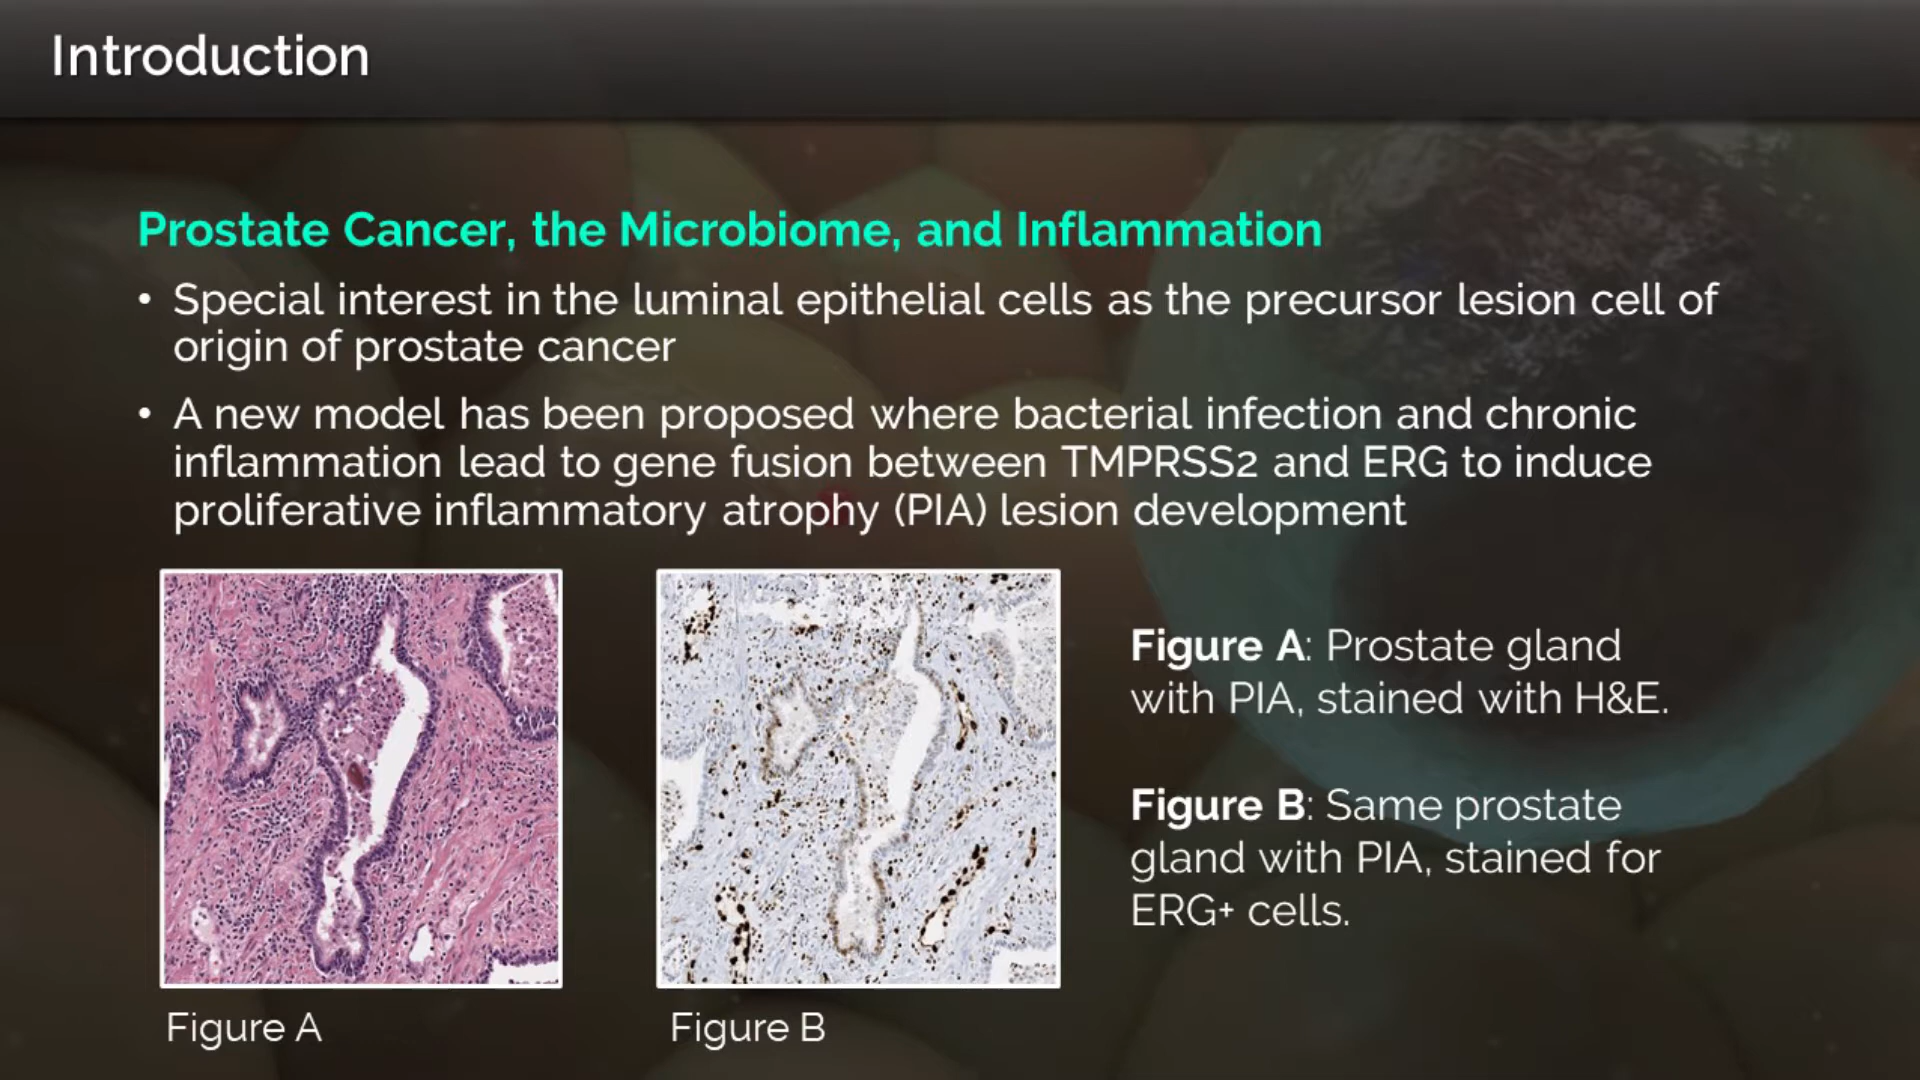 Introduction
Prostate Cancer, the Microbiome, and Inflammation
• Special interest in the luminal epithelial cells as the precursor lesion cell of
origin of prostate cancer
• A new model has been proposed where bacterial infection and chronic
inflammation lead to gene fusion between TMPRSS2 and ERG to induce
proliferative inflammatory atrophy (PIA) lesion development
Figure A: Prostate gland
with PIA, stained with H&E.
Figure B: Same prostate
gland with PIA, stained for
ERG+ cells.
Figure A
Figure B